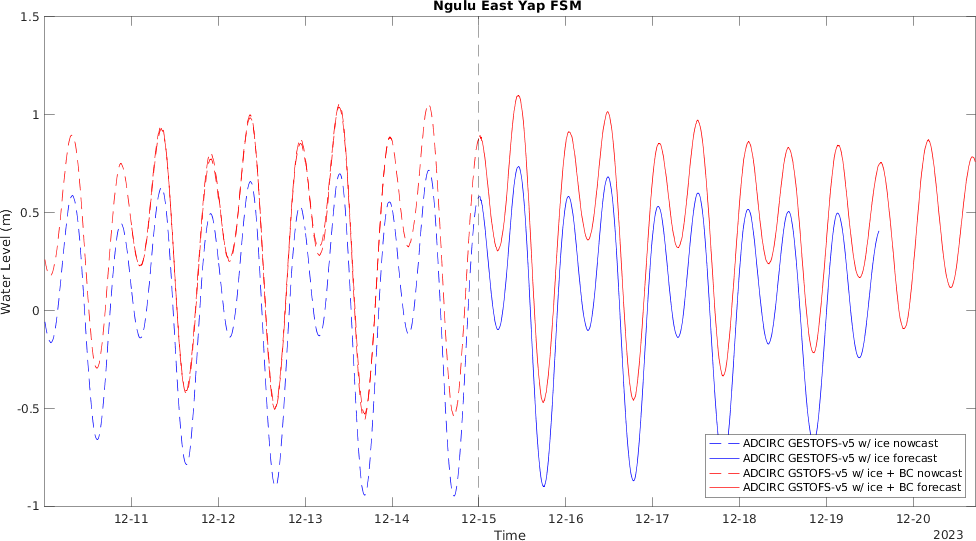 Ngulu East Yap FSM
1.5
1
0.5
0
-0.5
-1
Water Level (m)
12-11 12-12 12-13 12-14 12-15 12-16 12-17 12-18 12-19 12-20
Time
2023
ADCIRC GESTOFS-v5 w/ ice nowcast
ADCIRC GESTOFS-v5 w/ ice forecast
ADCIRC GSTOFS-v5 w/ ice + BC nowcast
ADCIRC GSTOFS-v5 w/ ice + BC forecast